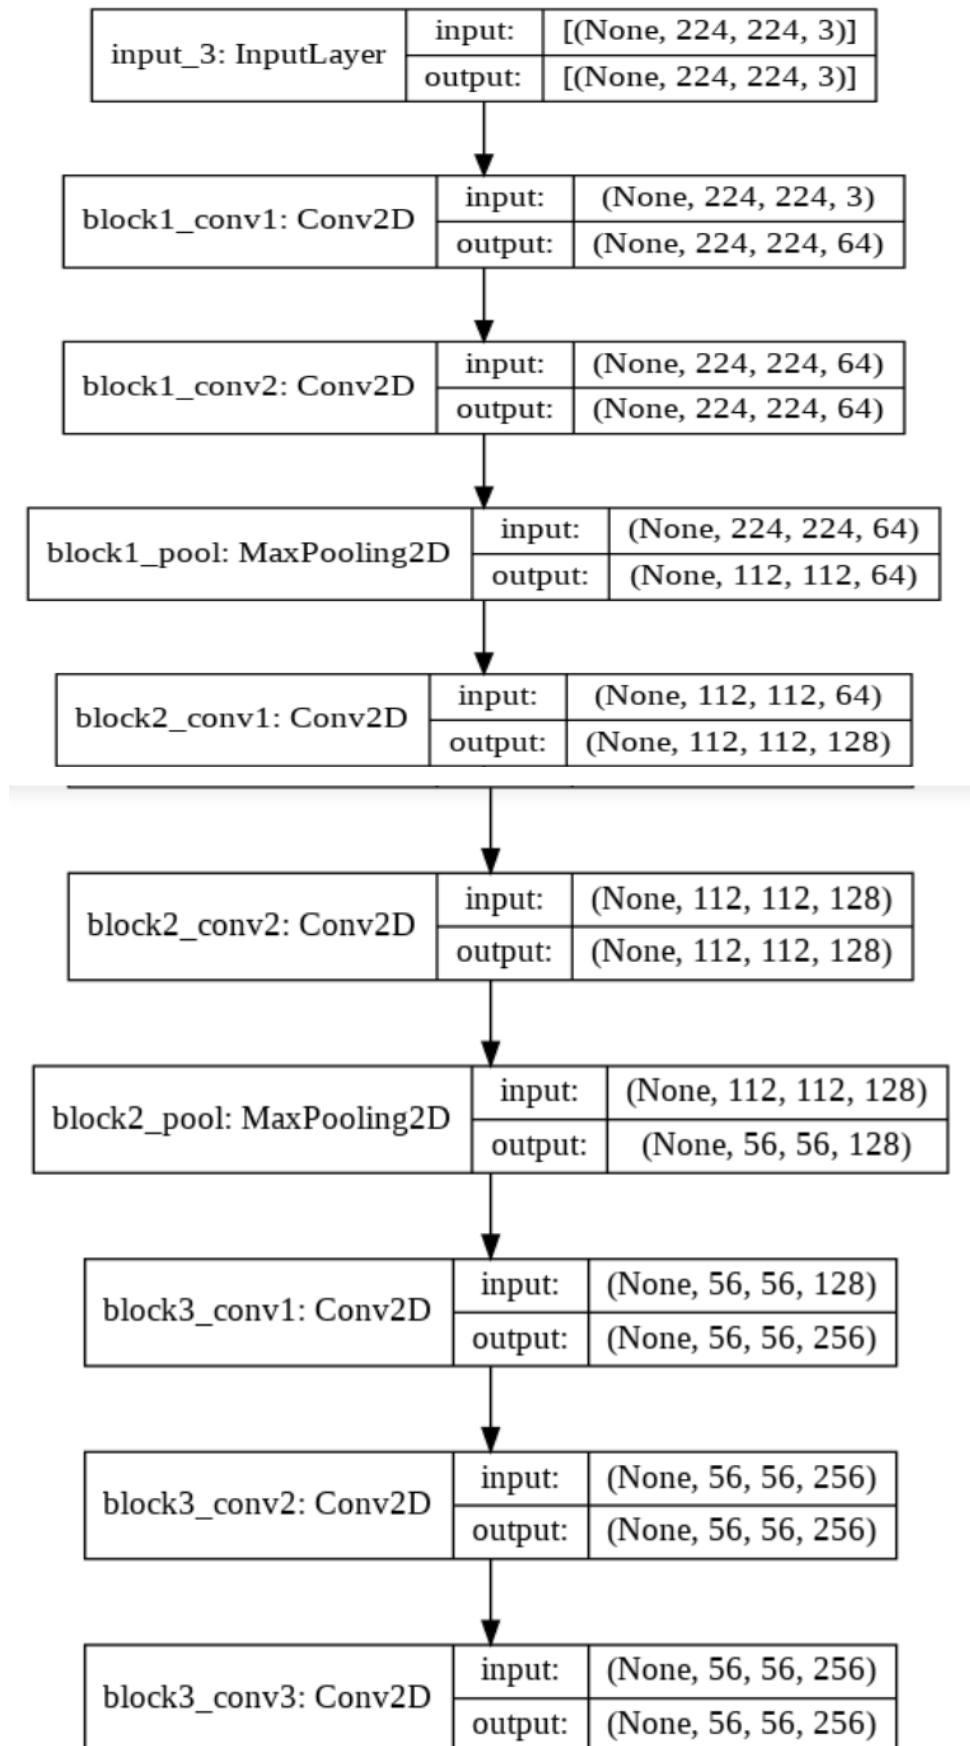 input_3: InputLayer
input: [(None, 224, 224, 3)]
output: [(None, 224, 224, 3)]
block1_conv1: Conv2D
input: (None, 224, 224, 3)
output: (None, 224, 224, 64)
block1_conv2: Conv2D
input: (None, 224, 224, 64)
output: (None, 224, 224, 64)
block1_pool: MaxPooling2D
input: (None, 224, 224, 64)
output: (None, 112, 112, 64)
block2_conv1: Conv2D
input: (None, 112, 112, 64)
output: (None, 112, 112, 128)
block2_conv2: Conv2D
input: (None, 112, 112, 128)
output: (None, 112, 112, 128)
block2_pool: MaxPooling2D
input: (None, 112, 112, 128)
output: (None, 56, 56, 128)
block3_conv1: Conv2D
input: (None, 56, 56, 128)
output: (None, 56, 56, 256)
block3_conv2: Conv2D
input: (None, 56, 56, 256)
output: (None, 56, 56, 256)
block3_conv3: Conv2D
input: (None, 56, 56, 256)
output: (None, 56, 56, 256)